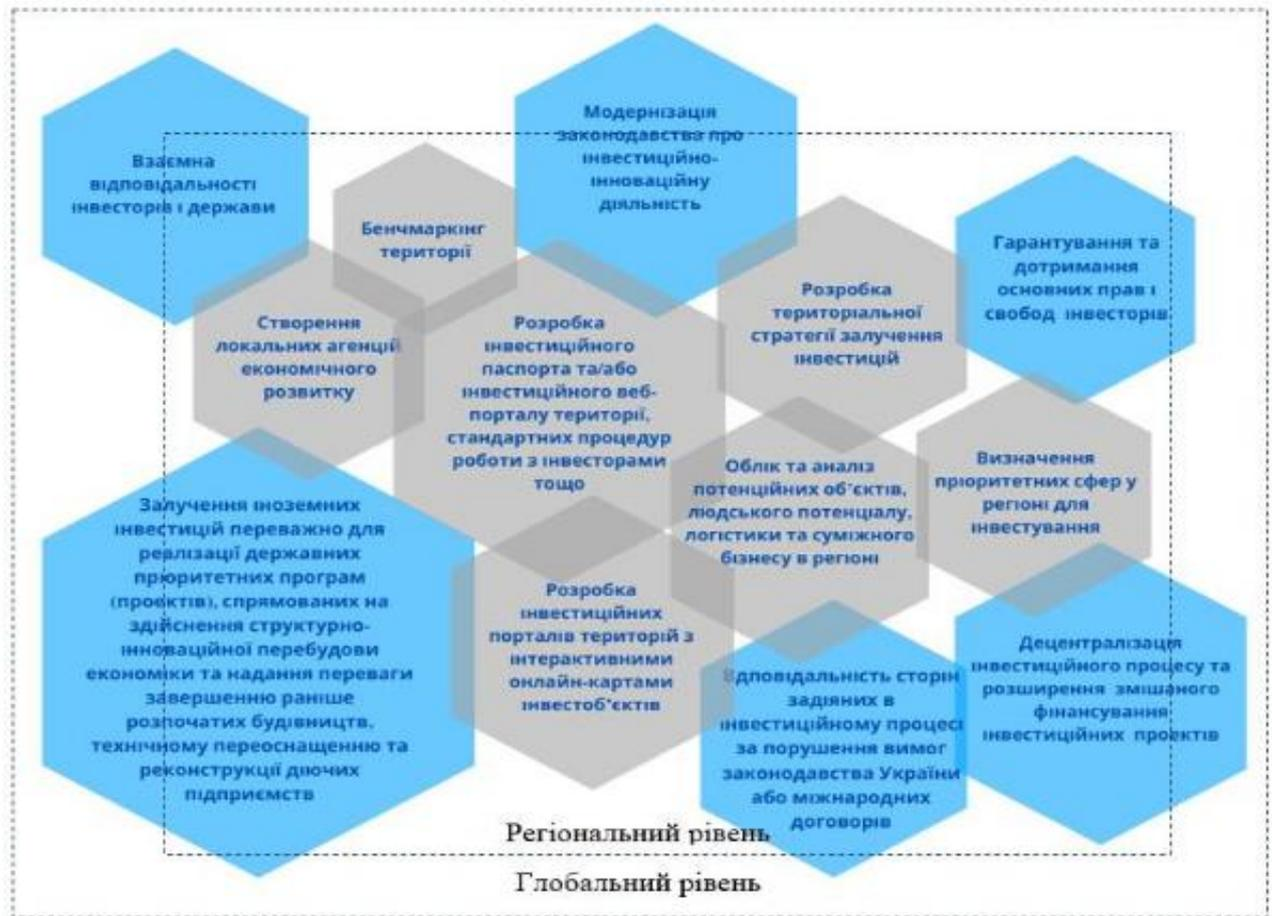 Взаємна
відповідальності
інвесторів і держави
Бенчмаркінг
території
Модернізація
законодавства про
інвестиційно-
інноваційну
діяльність
Гарантування та
дотримання
основних прав і
свобод інвесторів
Створення
локальних агенцій
економічного
розвитку
Розробка
інвестиційного
паспорта та/або
інвестиційного веб-
порталу території,
стандартних процедур
роботи з інвесторами
тощо
Розробка
територіальної
стратегії залучення
інвестицій
Облік та аналіз
потенційних об'єктів,
людського потенціалу,
логістики та суміжного
бізнесу в регіоні
Визначення
пріоритетних сфер у
регіоні для
інвестування
Залучення іноземних
інвестицій переважно для
реалізації державних
пріоритетних програм
(проектів), спрямованих на
здійснення структурно-
інноваційної перебудови
економіки та надання переваги
завершенню раніше
розпочатих будівництв,
технічному переоснащенню та
реконструкції діючих
підприємств
Розробка
інвестиційних
порталів територій з
інтерактивними
онлайн-картами
інвестоб'єктів
Відповідальність сторін
задіяних в
інвестиційному процесі
за порушення вимог
законодавства України
або міжнародних
договорів
Децентралізація
інвестиційного процесу та
розширення змішаного
фінансування
інвестиційних проектів
Регіональний рівень
Глобальний рівень